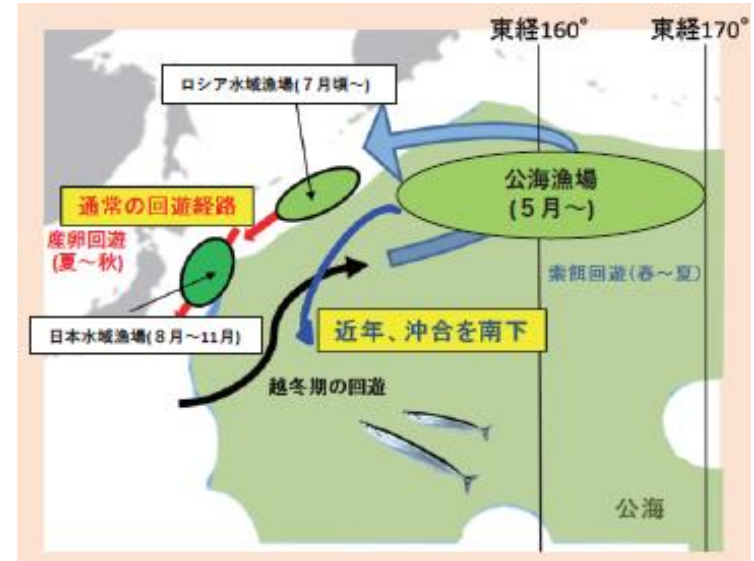 東経160°
東経170°
ロシア水域漁場(7月頃~)
公海漁場
(5月~)
通常の回遊経路
産卵回遊
(夏~秋)
索餌回遊(春~夏)
日本水域漁場(8月~11月)
近年、沖合を南下
越冬期の回遊
公海